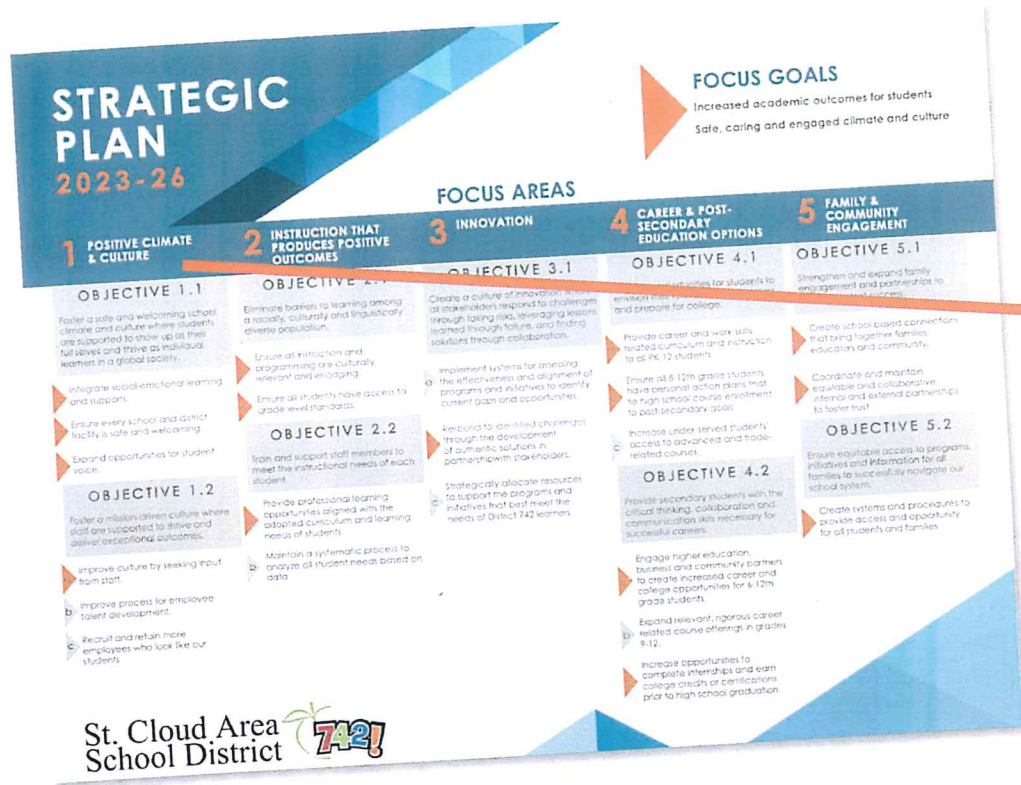 STRATEGIC
PLAN
2023-26
FOCUS GOALS
Increased academic outcomes for students
Safe, caring and engaged climate and culture
FOCUS AREAS
1 POSITIVE CLIMATE
& CULTURE
OBJECTIVE 1.1
Foster a safe and welcoming school
climate and culture where students
are supported to show up as their
full selves and thrive as individual
learners in a global society.
Integrate social-emotional learning
and supports.
Ensure every school and district
facility is safe and welcoming.
Expand opportunities for student
voice.
OBJECTIVE 1.2
Foster a mission driven culture where
staff are supported to thrive and
deliver exceptional outcomes.
Improve culture by seeking input
from staff.
b Improve process for employee
talent development.
c Recruit and retain more
employees who look like our
students
2 INSTRUCTION THAT
PRODUCES POSITIVE
OUTCOMES
Eliminate barriers to learning among
a racially, culturally and linguistically
diverse population.
Ensure all instruction and
programming are culturally
relevant and engaging.
Ensure all students have access to
grade level standards.
OBJECTIVE 2.2
Train and support staff members to
meet the instructional needs of each
student.
Provide professional learning
opportunities aligned with the
adopted curriculum and learning
needs of students.
b Maintain a systematic process to
analyze all student needs based on
data.
3 INNOVATION
OBJECTIVE 3.1
Create a culture of innovation
as stakeholders respond to challenges
through taking risks, leveraging lessons
learned through failure, and finding
solutions through collaboration.
a Implement systems for assessing
the effectiveness and alignment of
programs and initiatives to identify
current gaps and opportunities.
Respond to identified challenges
through the development
of authentic solutions in
partnershipwith stakeholders.
c Strategically allocate resources
to support the programs and
initiatives that best meet the
needs of District 742 learners
4 CAREER & POST-
SECONDARY
EDUCATION OPTIONS
OBJECTIVE 4.1
opportunities for students to
envision their
and prepare for college.
Provide career and work skills
related curriculum and instruction
to all PK-12 students.
Ensure all 8-12th grade students
have personal action plans that
to high school course enrollment
to post-secondary goals.
c Increase under-served students'
access to advanced and trade-
related courses.
OBJECTIVE 4.2
Provide secondary students with the
critical thinking, collaboration and
communication skills necessary for
successful careers.
Engage higher education,
business and community partners
to create increased career and
college opportunities for 6-12th
grade students.
b Expand relevant, rigorous career
related course offerings in grades
9-12.
Increase opportunities to
complete internships and earn
college credits or certifications
prior to high school graduation.
5 FAMILY &
COMMUNITY
ENGAGEMENT
OBJECTIVE 5.1
Strengthen and expand family
engagement and partnerships to
Create school-based connections
that bring together families,
educators and community.
Coordinate and maintain
equitable and collaborative
internal and external partnerships
to foster trust.
OBJECTIVE 5.2
Ensure equitable access to programs,
initiatives and information for all
families to successfully navigate our
school system.
Create systems and procedures to
provide access and opportunity
for all students and families.
St. Cloud Area
School District
742!